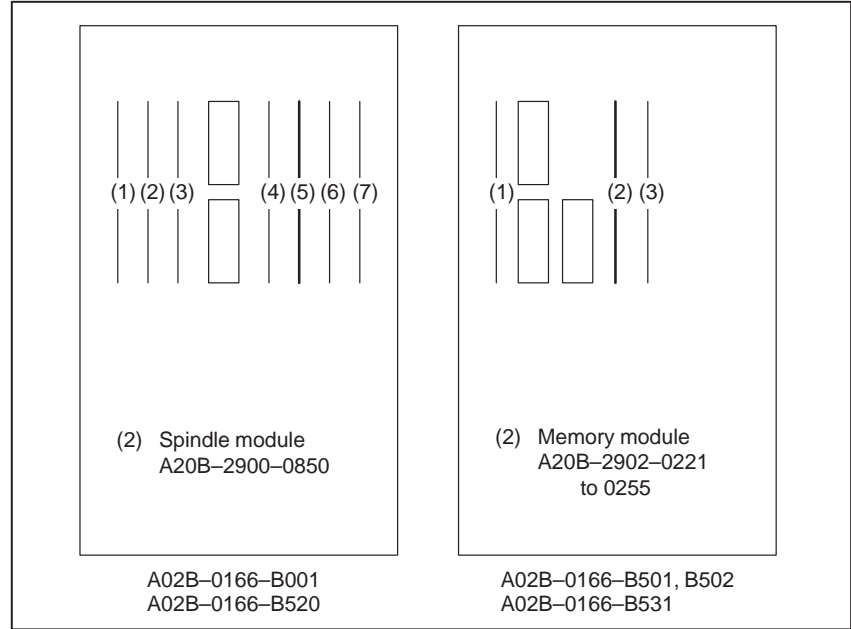 (1) (2) (3) (4) (5) (6) (7)
(2) Spindle module
A20B–2900–0850
A02B–0166–B001
A02B–0166–B520
(1) (2) (3)
(2) Memory module
A20B–2902–0221
to 0255
A02B–0166–B501, B502
A02B–0166–B531